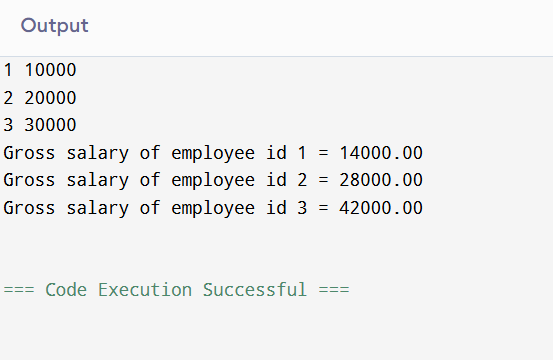 Output
1 10000
2 20000
3 30000
Gross salary of employee id 1 = 14000.00
Gross salary of employee id 2 = 28000.00
Gross salary of employee id 3 = 42000.00
=== Code Execution Successful ===